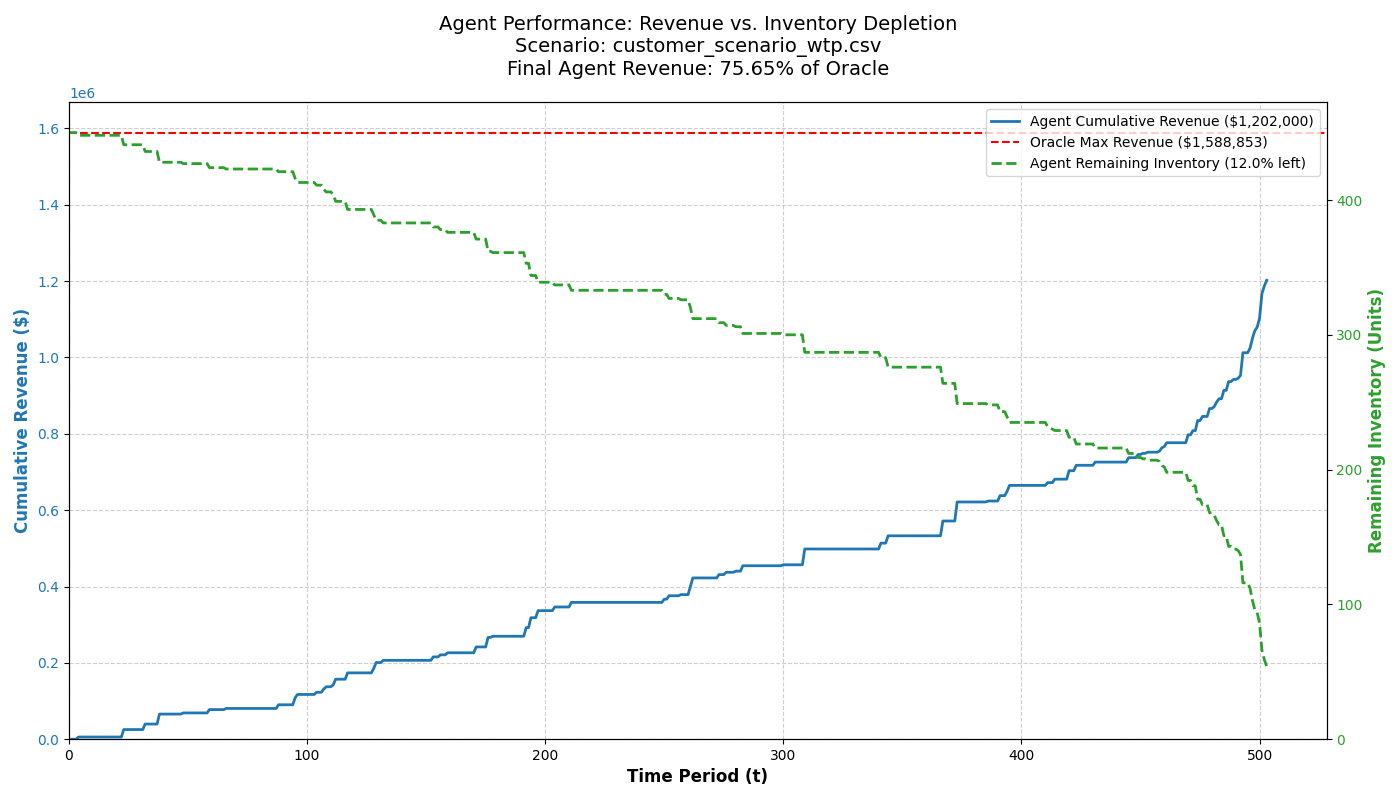 Agent Performance: Revenue vs. Inventory Depletion
Scenario: customer_scenario_wtp.csv
Final Agent Revenue: 75.65% of Oracle
1e6
Agent Cumulative Revenue ($1,202,000)
Oracle Max Revenue ($1,588,853)
Agent Remaining Inventory (12.0% left)
Cumulative Revenue ($)
1.6
1.4
1.2
1.0
0.8
0.6
0.4
0.2
0.0
400
300
200
100
0
Remaining Inventory (Units)
0
100
200
300
400
500
Time Period (t)